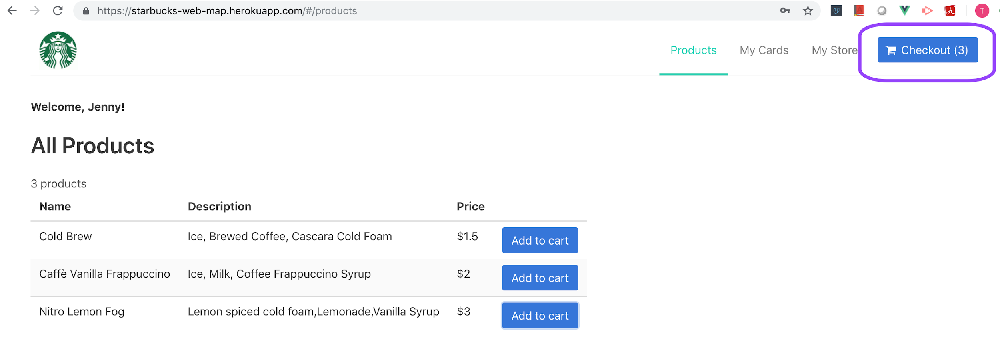 https://starbucks-web-map.herokuapp.com/#/products
T
Products My Cards My Store Checkout (3)
Welcome, Jenny!
All Products
3 products
Name Description Price
Cold Brew Ice, Brewed Coffee, Cascara Cold Foam $1.5 Add to cart
Caffè Vanilla Frappuccino Ice, Milk, Coffee Frappuccino Syrup $2 Add to cart
Nitro Lemon Fog Lemon spiced cold foam,Lemonade,Vanilla Syrup $3 Add to cart